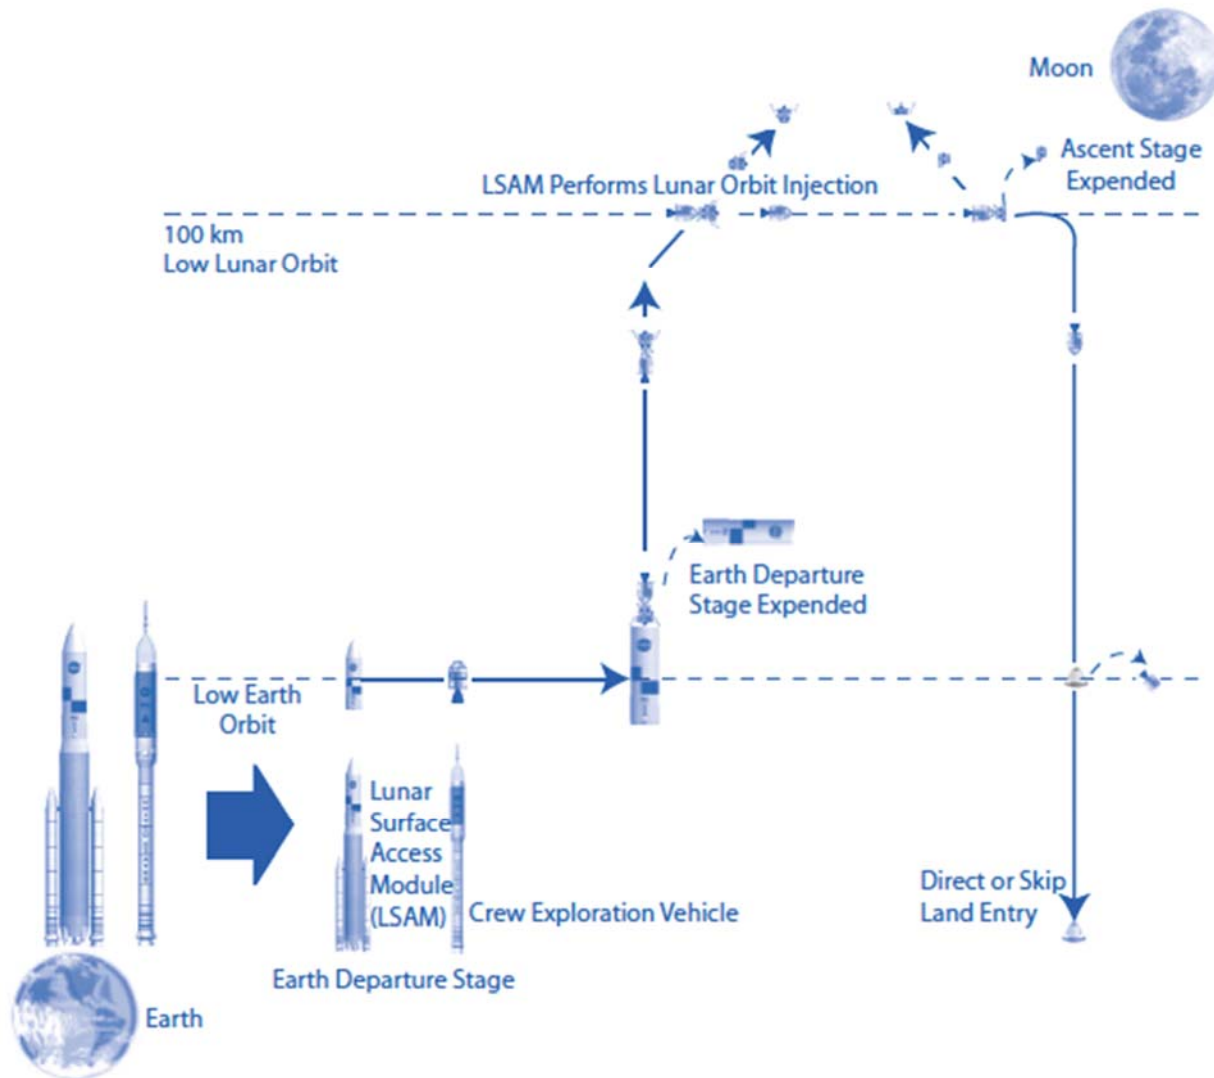 Moon
Ascent Stage
Expended
LSAM Performs Lunar Orbit Injection
100 km
Low Lunar Orbit
Earth Departure
Stage Expended
Low Earth
Orbit
Lunar
Surface
Access
Module
(LSAM)
Crew Exploration Vehicle
Direct or Skip
Land Entry
Earth Departure Stage
Earth